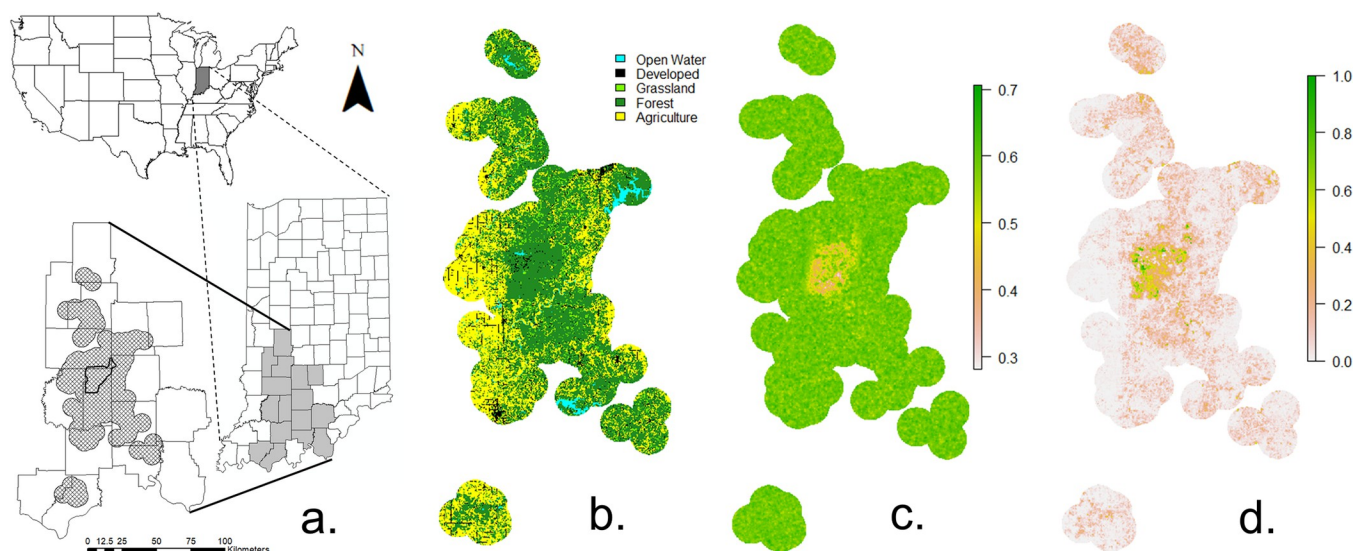 N
Open Water
Developed
Grassland
Forest
Agriculture
0.7
0.6
0.5
0.4
0.3
1.0
0.8
0.6
0.4
0.2
0.0
a.
b.
c.
d.
0 12.5 25 50 75 100
Kilometers